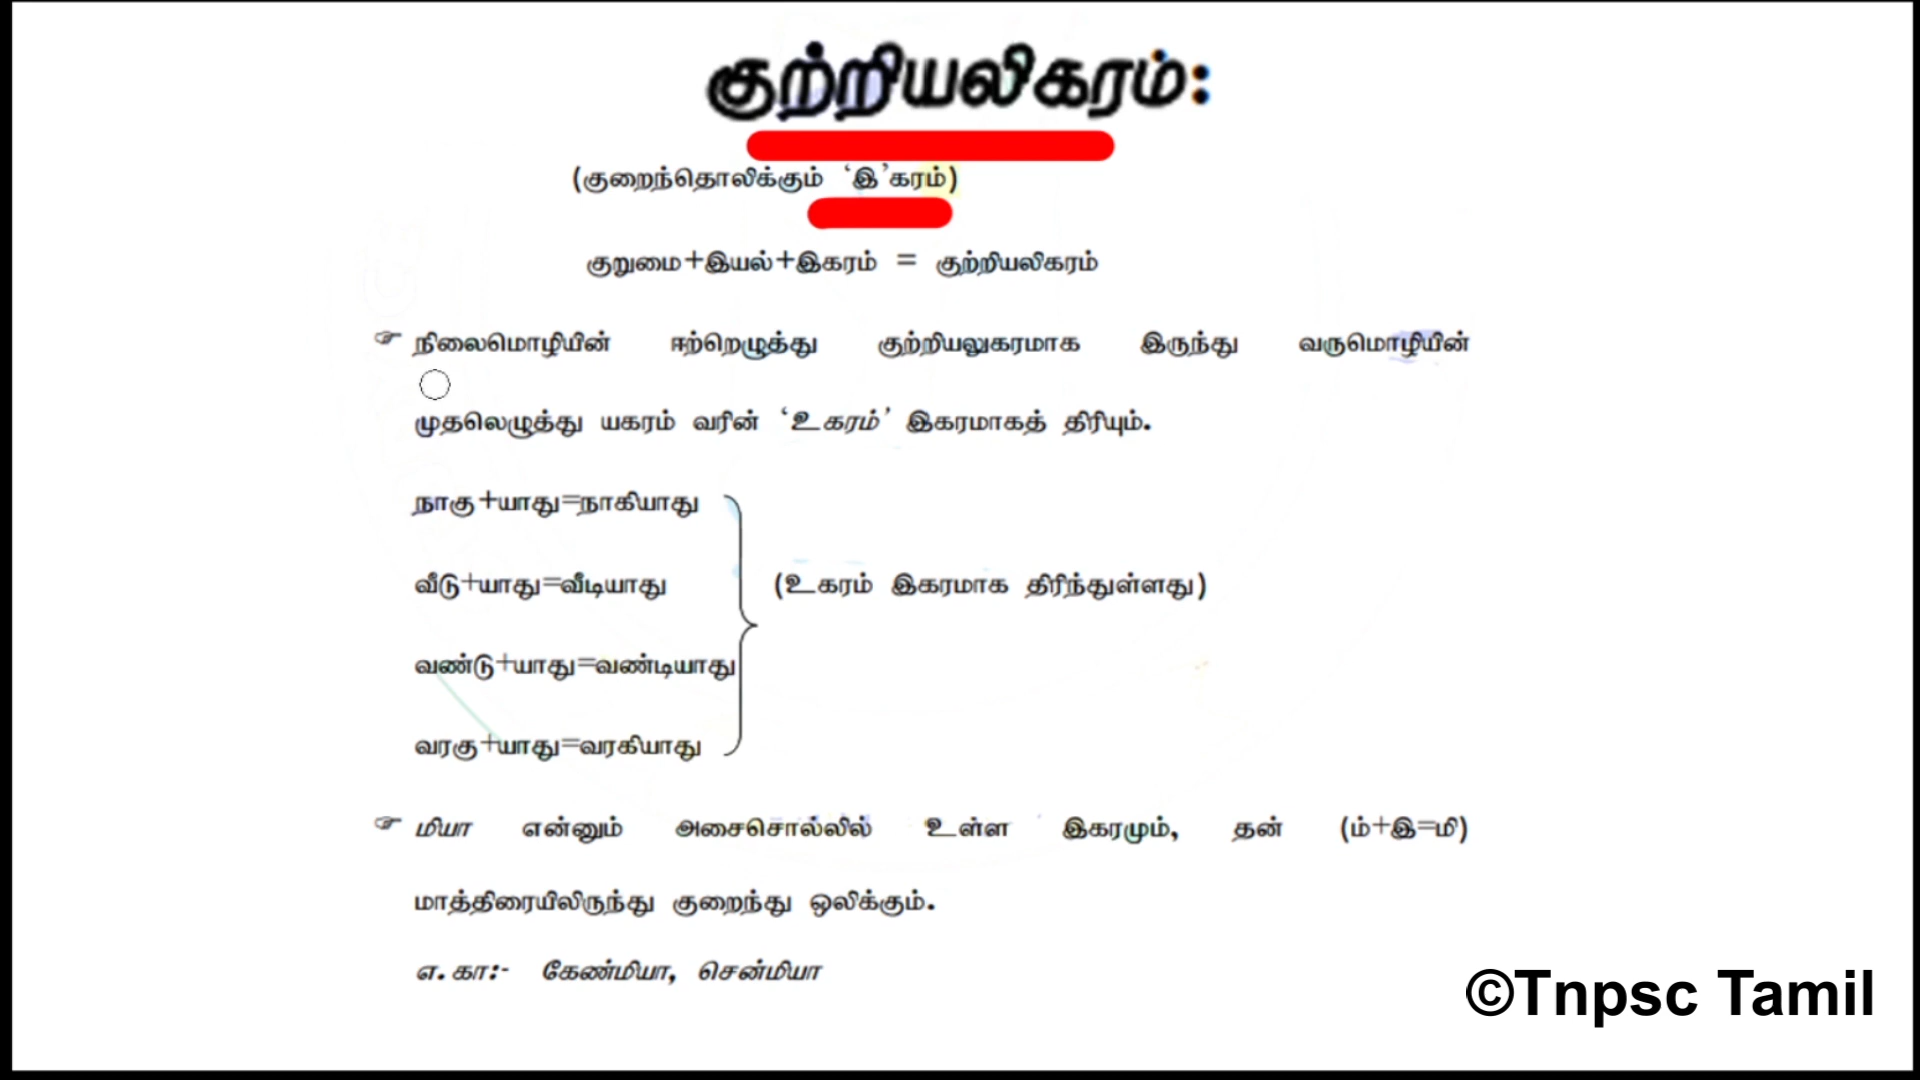 குற்றியலிகரம்:
(குறைந்தொலிக்கும் ‘இ’கரம்)
குறுமை+இயல்+இகரம் = குற்றியலிகரம்
☞ நிலைமொழியின் ஈற்றெழுத்து குற்றியலுகரமாக இருந்து வருமொழியின்
முதலெழுத்து யகரம் வரின் ‘உகரம்’ இகரமாகத் திரியும்.
நாகு+யாது=நாகியாது
வீடு+யாது=வீடியாது
(உகரம் இகரமாக திரிந்துள்ளது)
வண்டு+யாது=வண்டியாது
வரகு+யாது=வரகியாது
☞ மியா என்னும் அசைசொல்லில் உள்ள இகரமும், தன் (ம்+இ=மி)
மாத்திரையிலிருந்து குறைந்து ஒலிக்கும்.
எ.கா:- கேண்மியா, சென்மியா
©Tnpsc Tamil